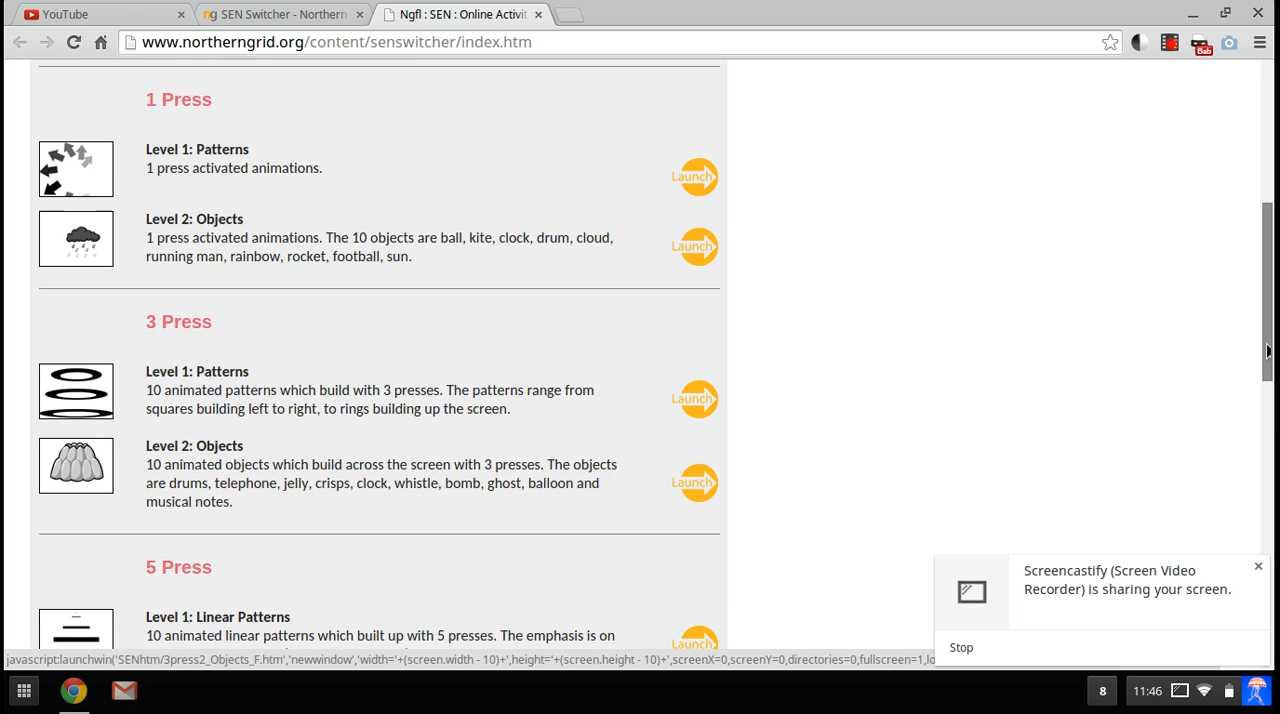 YouTube
ng SEN Switcher - Northern
Ngfl : SEN : Online Activit
www.northerngrid.org/content/senswitcher/index.htm
Bab
1 Press
Level 1: Patterns
1 press activated animations.
Launch
Level 2: Objects
1 press activated animations. The 10 objects are ball, kite, clock, drum, cloud,
running man, rainbow, rocket, football, sun.
Launch
3 Press
Level 1: Patterns
10 animated patterns which build with 3 presses. The patterns range from
squares building left to right, to rings building up the screen.
Launch
Level 2: Objects
10 animated objects which build across the screen with 3 presses. The objects
are drums, telephone, jelly, crisps, clock, whistle, bomb, ghost, balloon and
musical notes.
Launch
5 Press
Level 1: Linear Patterns
10 animated linear patterns which built up with 5 presses. The emphasis is on
Launch
Screencastify (Screen Video
Recorder) is sharing your screen.
Stop
javascript:launchwin('SENhtm/3press2_Objects_F.htm','newwindow','width='+(screen.width - 10)+',height='+(screen.height - 10)+',screenX=0,screenY=0,directories=0,fullscreen=1,lo
8
11:46